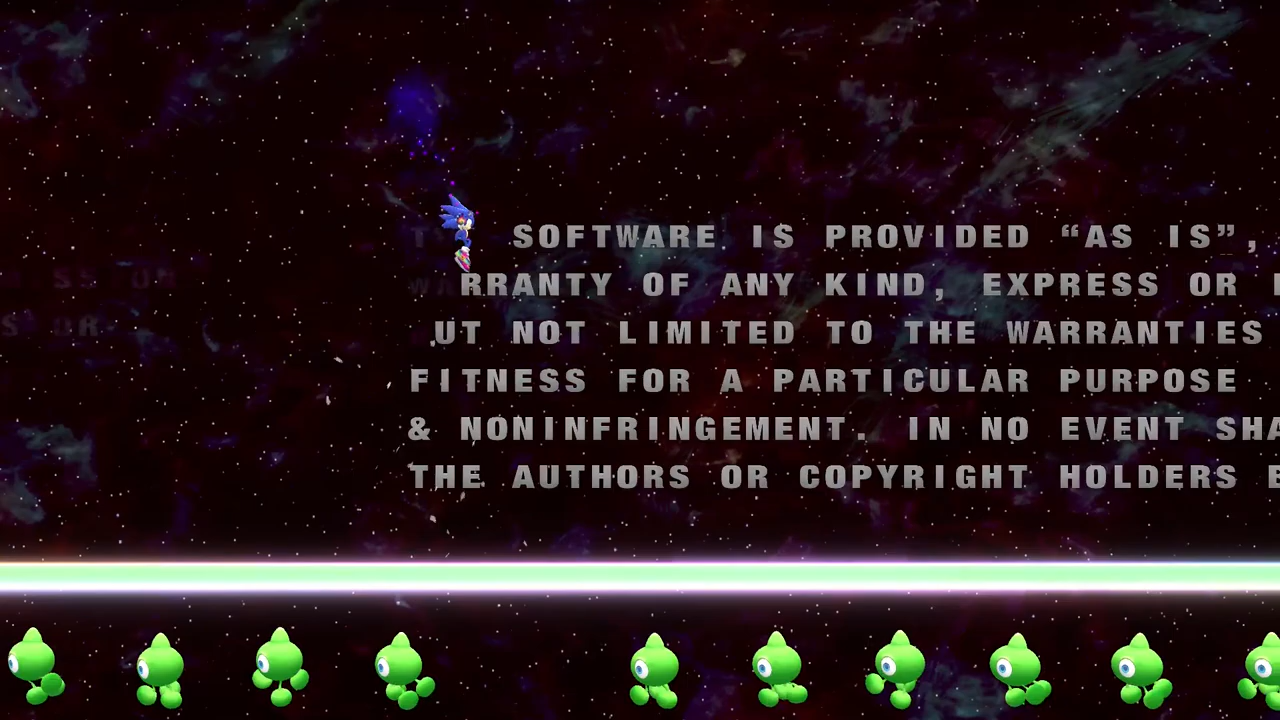 SOFTWARE IS PROVIDED “AS IS”,
RRANTY OF ANY KIND, EXPRESS OR
UT NOT LIMITED TO THE WARRANTIES
FITNESS FOR A PARTICULAR PURPOSE
& NONINFRINGEMENT. IN NO EVENT SHA
THE AUTHORS OR COPYRIGHT HOLDERS